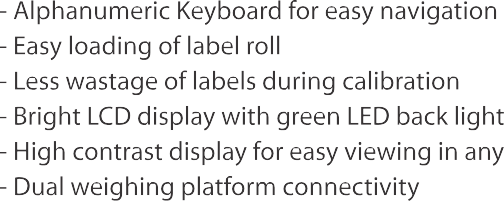 - Alphanumeric Keyboard for easy navigation
- Easy loading of label roll
- Less wastage of labels during calibration
- Bright LCD display with green LED back light
- High contrast display for easy viewing in any
- Dual weighing platform connectivity